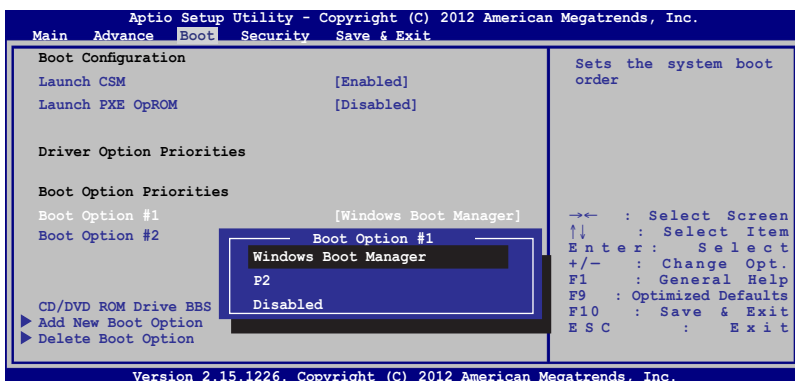 Aptio Setup Utility - Copyright (C) 2012 American Megatrends, Inc.
Main Advance Boot Security Save & Exit
Boot Configuration
Launch CSM [Enabled]
Launch PXE OpROM [Disabled]
Driver Option Priorities
Boot Option Priorities
Boot Option #1 [Windows Boot Manager]
Boot Option #2
CD/DVD ROM Drive BBS
Add New Boot Option
Delete Boot Option
Boot Option #1
Windows Boot Manager
P2
Disabled
Sets the system boot
order
→← : Select Screen
↑↓ : Select Item
Enter: Select
+/— : Change Opt.
F1 : General Help
F9 : Optimized Defaults
F10 : Save & Exit
ESC : Exit
Version 2.15.1226. Copyright (C) 2012 American Megatrends, Inc.